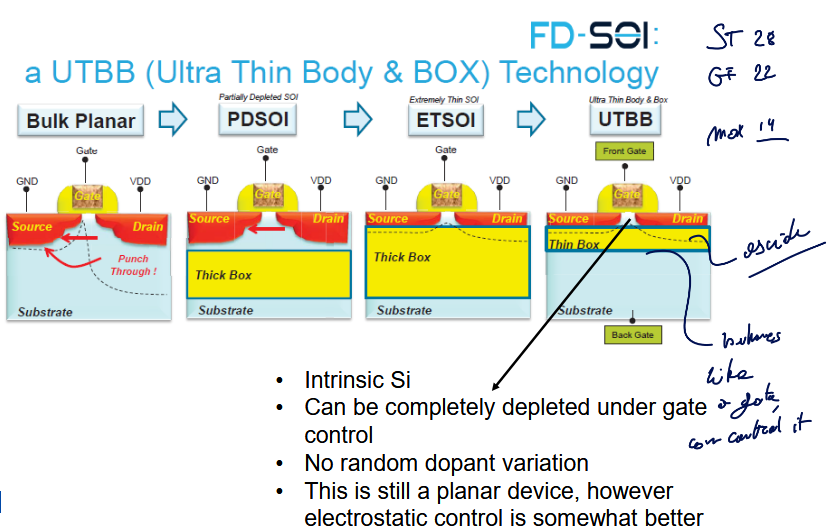 FD-SOI:
a UTBB (Ultra Thin Body & BOX) Technology
ST 28
GF 22
max 14
Bulk Planar
Partially Depleted SOI
PDSOI
Extremely Thin SOI
ETSOI
Ultra Thin Body & Box
UTBB
Gate
GND
VDD
Gate
Source
Drain
Punch
Through !
Substrate
Gate
GND
VDD
Gate
Source
Drain
Thick Box
Substrate
Gate
GND
VDD
Gate
Source
Drain
Thick Box
Substrate
Front Gate
GND
VDD
Gate
Source
Drain
Thin Box
Substrate
Back Gate
oxide
behaves
like
a gate,
can control it
• Intrinsic Si
• Can be completely depleted under gate
control
• No random dopant variation
• This is still a planar device, however
electrostatic control is somewhat better